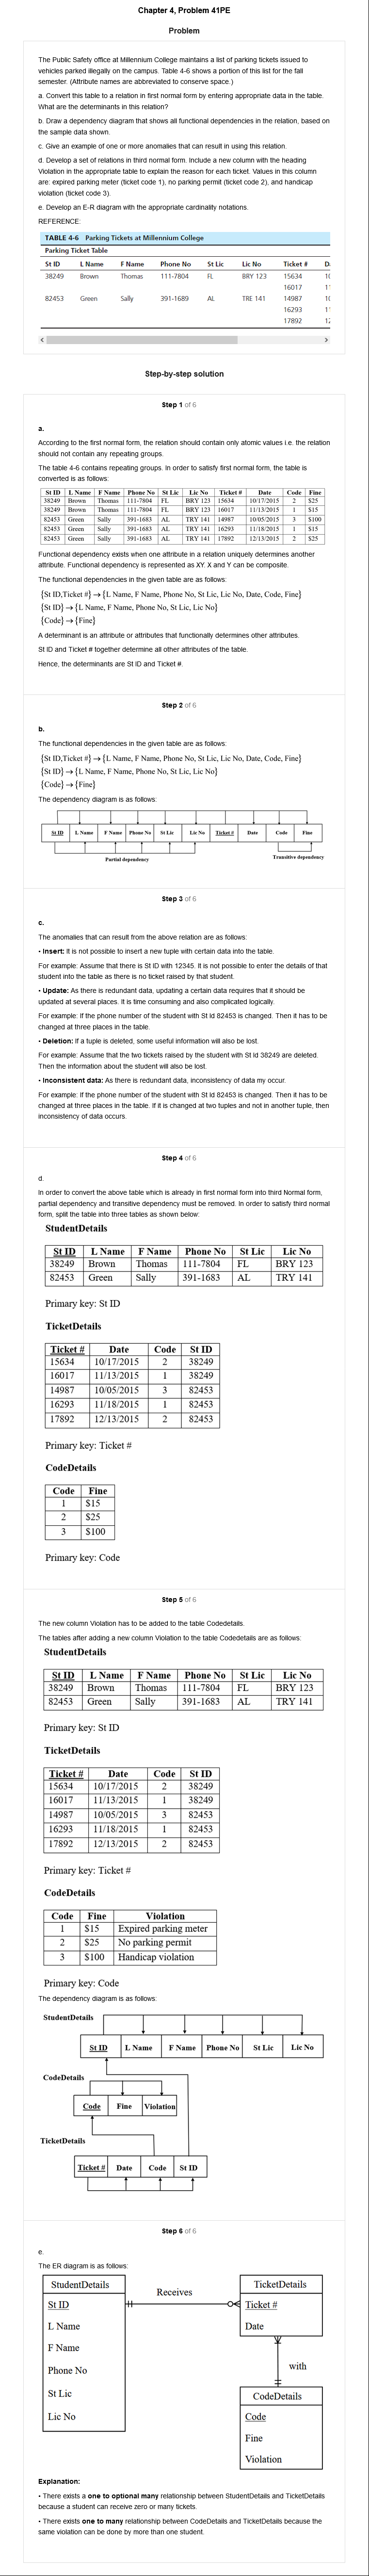 Chapter 4, Problem 41PE
Problem
The Public Safety office at Millennium College maintains a list of parking tickets issued to
vehicles parked illegally on the campus. Table 4-6 shows a portion of this list for the fall
semester. (Attribute names are abbreviated to conserve space.)
a. Convert this table to a relation in first normal form by entering appropriate data in the table.
What are the determinants in this relation?
b. Draw a dependency diagram that shows all functional dependencies in the relation, based on
the sample data shown.
c. Give an example of one or more anomalies that can result in using this relation.
d. Develop a set of relations in third normal form. Include a new column with the heading
Violation in the appropriate table to explain the reason for each ticket. Values in this column
are: expired parking meter (ticket code 1), no parking permit (ticket code 2), and handicap
violation (ticket code 3).
e. Develop an E-R diagram with the appropriate cardinality notations.
REFERENCE:
TABLE 4-6 Parking Tickets at Millennium College
Parking Ticket Table
St ID L Name F Name Phone No St Lic Lic No Ticket # D
38249 Brown Thomas 111-7804 FL BRY 123 15634 10
16017 1
82453 Green Sally 391-1689 AL TRE 141 14987 10
16293 1
17892 12
Step-by-step solution
Step 1 of 6
a.
According to the first normal form, the relation should contain only atomic values i.e. the relation
should not contain any repeating groups.
The table 4-6 contains repeating groups. In order to satisfy first normal form, the table is
converted is as follows:
St ID L Name F Name Phone No St Lic Lic No Ticket # Date Code Fine
38249 Brown Thomas 111-7804 FL BRY 123 15634 10/17/2015 2 $25
38249 Brown Thomas 111-7804 FL BRY 123 16017 11/13/2015 1 $15
82453 Green Sally 391-1683 AL TRY 141 14987 10/05/2015 3 $100
82453 Green Sally 391-1683 AL TRY 141 16293 11/18/2015 1 $15
82453 Green Sally 391-1683 AL TRY 141 17892 12/13/2015 2 $25
Functional dependency exists when one attribute in a relation uniquely determines another
attribute. Functional dependency is represented as XY. X and Y can be composite.
The functional dependencies in the given table are as follows:
{St ID,Ticket #} → {L Name, F Name, Phone No, St Lic, Lic No, Date, Code, Fine}
{St ID} → {L Name, F Name, Phone No, St Lic, Lic No}
{Code} → {Fine}
A determinant is an attribute or attributes that functionally determines other attributes.
St ID and Ticket # together determine all other attributes of the table.
Hence, the determinants are St ID and Ticket #.
Step 2 of 6
b.
The functional dependencies in the given table are as follows:
{St ID,Ticket #} → {L Name, F Name, Phone No, St Lic, Lic No, Date, Code, Fine}
{St ID} → {L Name, F Name, Phone No, St Lic, Lic No}
{Code} → {Fine}
The dependency diagram is as follows:
St ID L Name F Name Phone No St Lic Lic No Ticket # Date Code Fine
Partial dependency Transitive dependency
Step 3 of 6
c.
The anomalies that can result from the above relation are as follows:
• Insert: It is not possible to insert a new tuple with certain data into the table.
For example: Assume that there is St ID with 12345. It is not possible to enter the details of that
student into the table as there is no ticket raised by that student.
• Update: As there is redundant data, updating a certain data requires that it should be
updated at several places. It is time consuming and also complicated logically.
For example: If the phone number of the student with St Id 82453 is changed. Then it has to be
changed at three places in the table.
• Deletion: If a tuple is deleted, some useful information will also be lost.
For example: Assume that the two tickets raised by the student with St Id 38249 are deleted.
Then the information about the student will also be lost.
• Inconsistent data: As there is redundant data, inconsistency of data my occur.
For example: If the phone number of the student with St Id 82453 is changed. Then it has to be
changed at three places in the table. If it is changed at two tuples and not in another tuple, then
inconsistency of data occurs.
Step 4 of 6
d.
In order to convert the above table which is already in first normal form into third Normal form,
partial dependency and transitive dependency must be removed. In order to satisfy third normal
form, split the table into three tables as shown below:
StudentDetails
St ID L Name F Name Phone No St Lic Lic No
38249 Brown Thomas 111-7804 FL BRY 123
82453 Green Sally 391-1683 AL TRY 141
Primary key: St ID
TicketDetails
Ticket # Date Code St ID
15634 10/17/2015 2 38249
16017 11/13/2015 1 38249
14987 10/05/2015 3 82453
16293 11/18/2015 1 82453
17892 12/13/2015 2 82453
Primary key: Ticket #
CodeDetails
Code Fine
1 $15
2 $25
3 $100
Primary key: Code
Step 5 of 6
The new column Violation has to be added to the table Codedetails.
The tables after adding a new column Violation to the table Codedetails are as follows:
StudentDetails
St ID L Name F Name Phone No St Lic Lic No
38249 Brown Thomas 111-7804 FL BRY 123
82453 Green Sally 391-1683 AL TRY 141
Primary key: St ID
TicketDetails
Ticket # Date Code St ID
15634 10/17/2015 2 38249
16017 11/13/2015 1 38249
14987 10/05/2015 3 82453
16293 11/18/2015 1 82453
17892 12/13/2015 2 82453
Primary key: Ticket #
CodeDetails
Code Fine Violation
1 $15 Expired parking meter
2 $25 No parking permit
3 $100 Handicap violation
Primary key: Code
The dependency diagram is as follows:
StudentDetails
St ID L Name F Name Phone No St Lic Lic No
CodeDetails
Code Fine Violation
TicketDetails
Ticket # Date Code St ID
Step 6 of 6
e.
The ER diagram is as follows:
StudentDetails
St ID
L Name
F Name
Phone No
St Lic
Lic No
Receives
TicketDetails
Ticket #
Date
with
CodeDetails
Code
Fine
Violation
Explanation:
• There exists a one to optional many relationship between StudentDetails and TicketDetails
because a student can receive zero or many tickets.
• There exists one to many relationship between CodeDetails and TicketDetails because the
same violation can be done by more than one student.